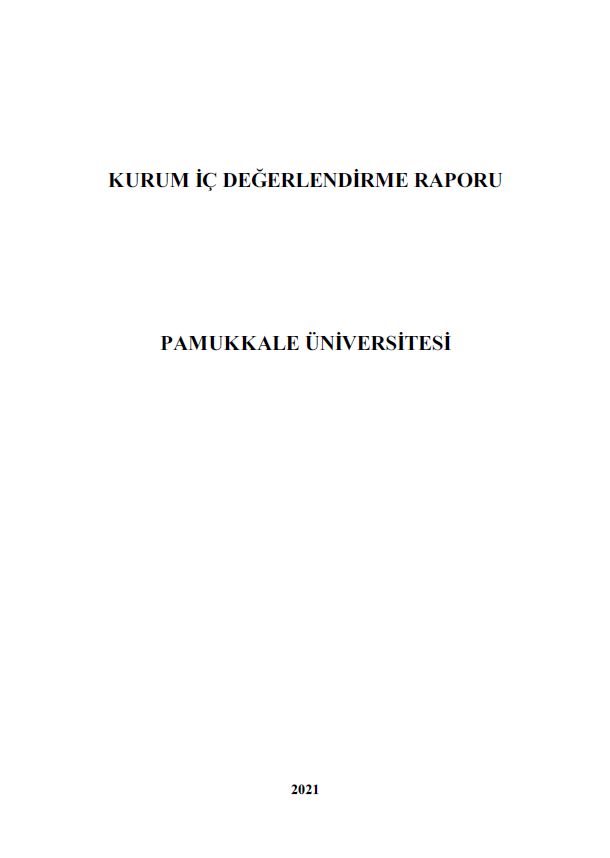 KURUM İÇ DEĞERLENDİRME RAPORU
PAMUKKALE ÜNİVERSİTESİ
2021